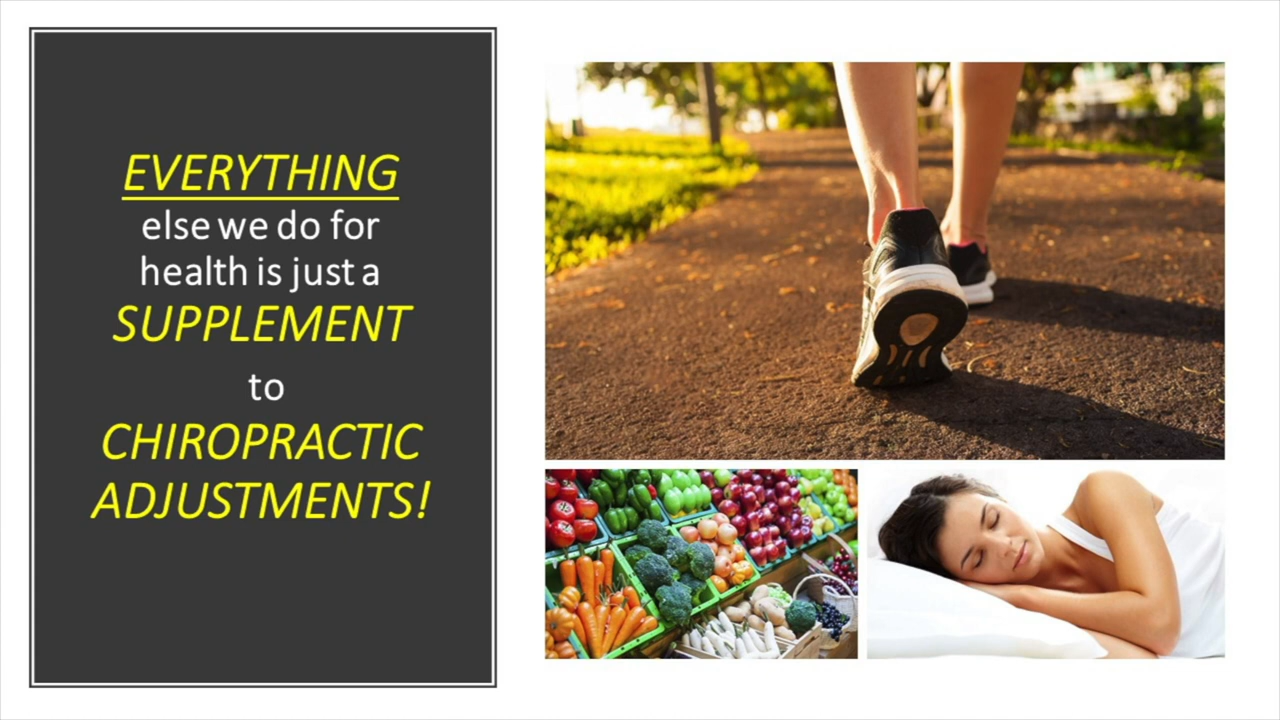 EVERYTHING
else we do for
health is just a
SUPPLEMENT
to
CHIROPRACTIC
ADJUSTMENTS!